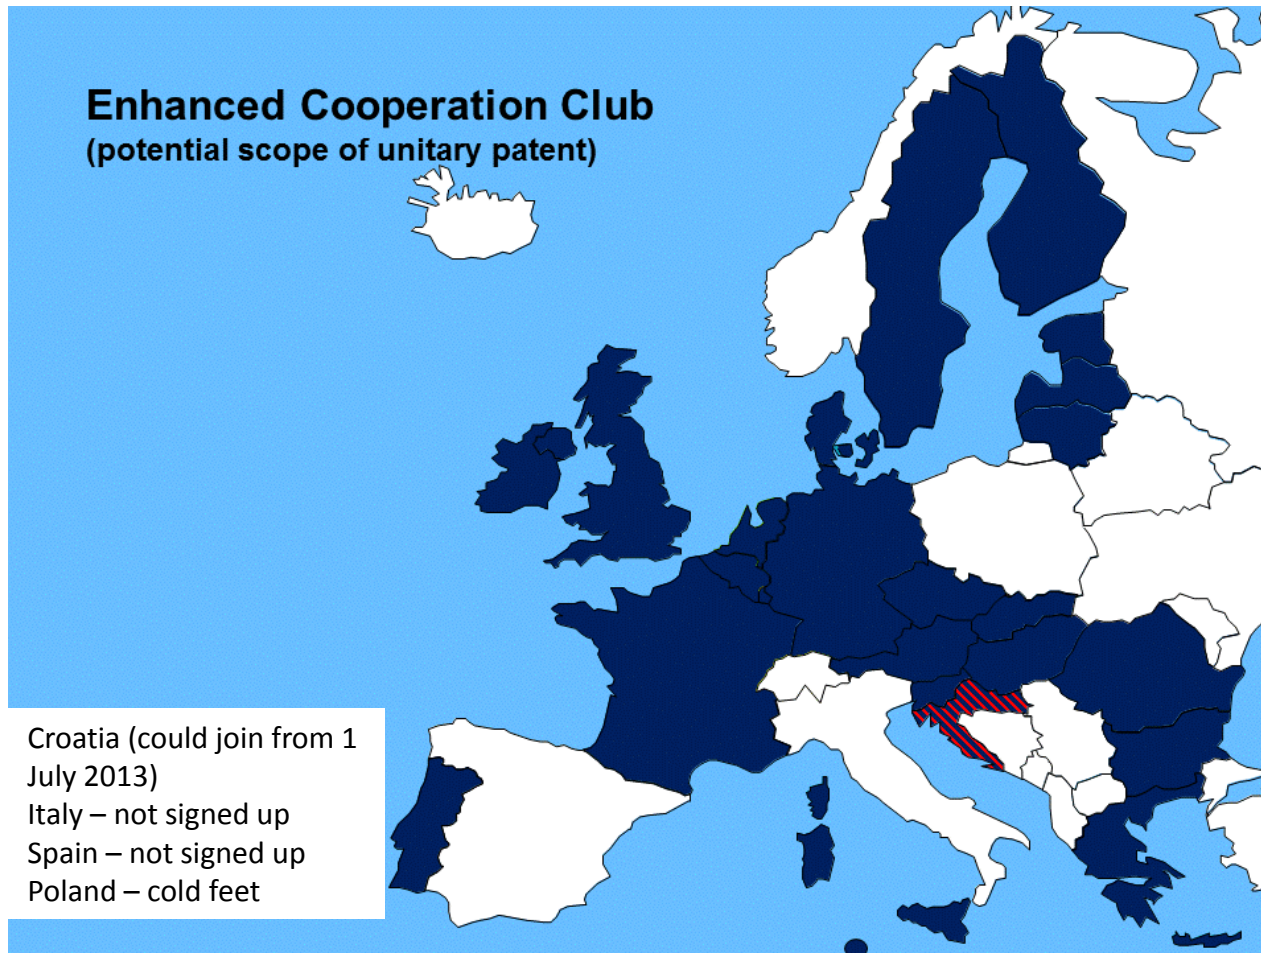 Enhanced Cooperation Club
(potential scope of unitary patent)
Croatia (could join from 1
July 2013)
Italy – not signed up
Spain – not signed up
Poland – cold feet